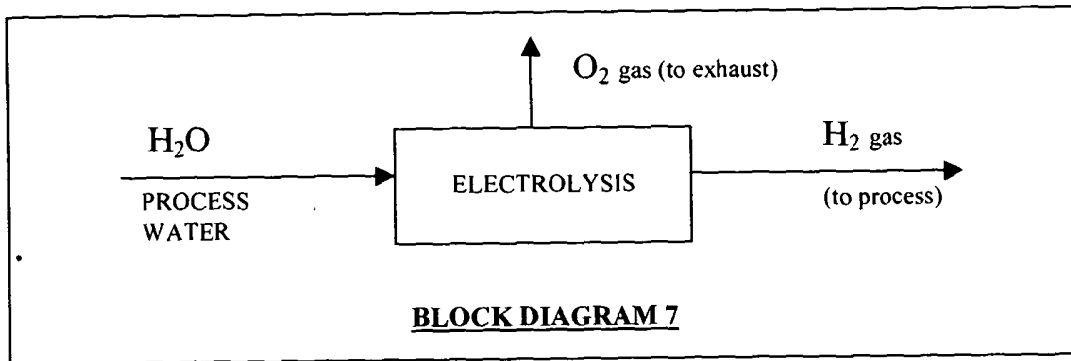 O₂ gas (to exhaust)
H₂O
PROCESS
WATER
ELECTROLYSIS
H₂ gas
(to process)
BLOCK DIAGRAM 7